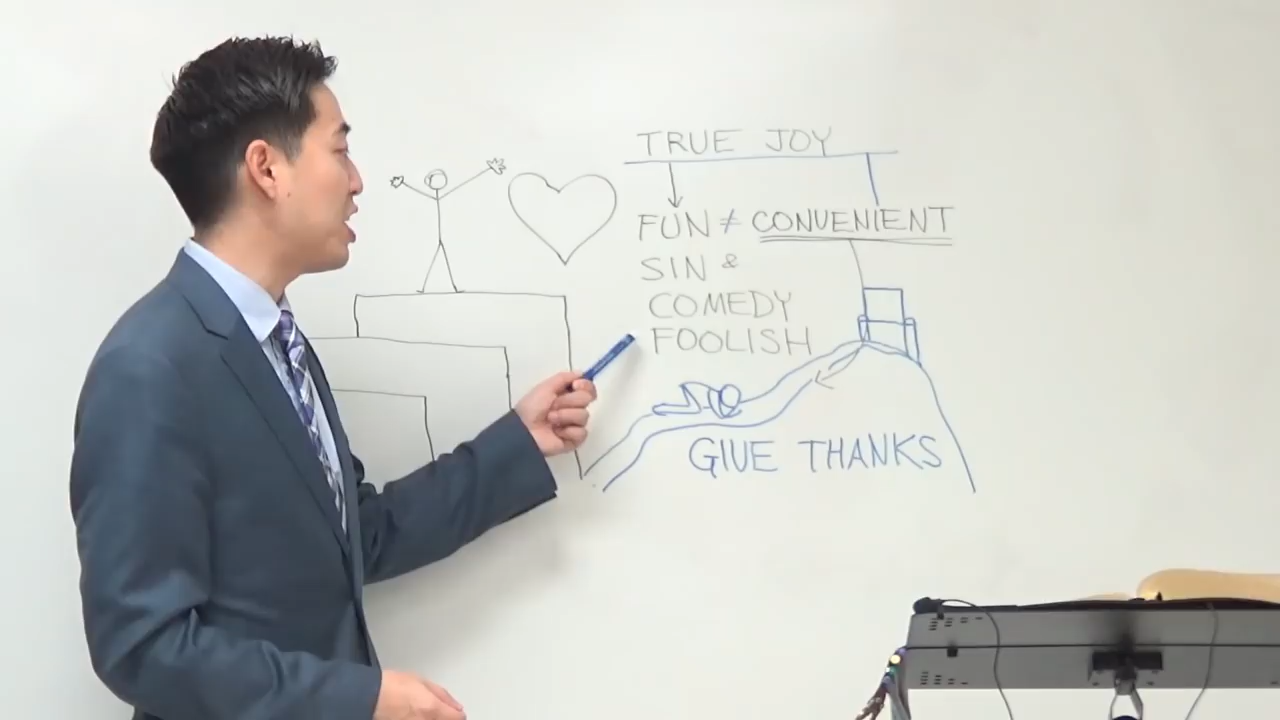 TRUE JOY
FUN ≠ CONVENIENT
SIN &
COMEDY
FOOLISH
GIVE THANKS